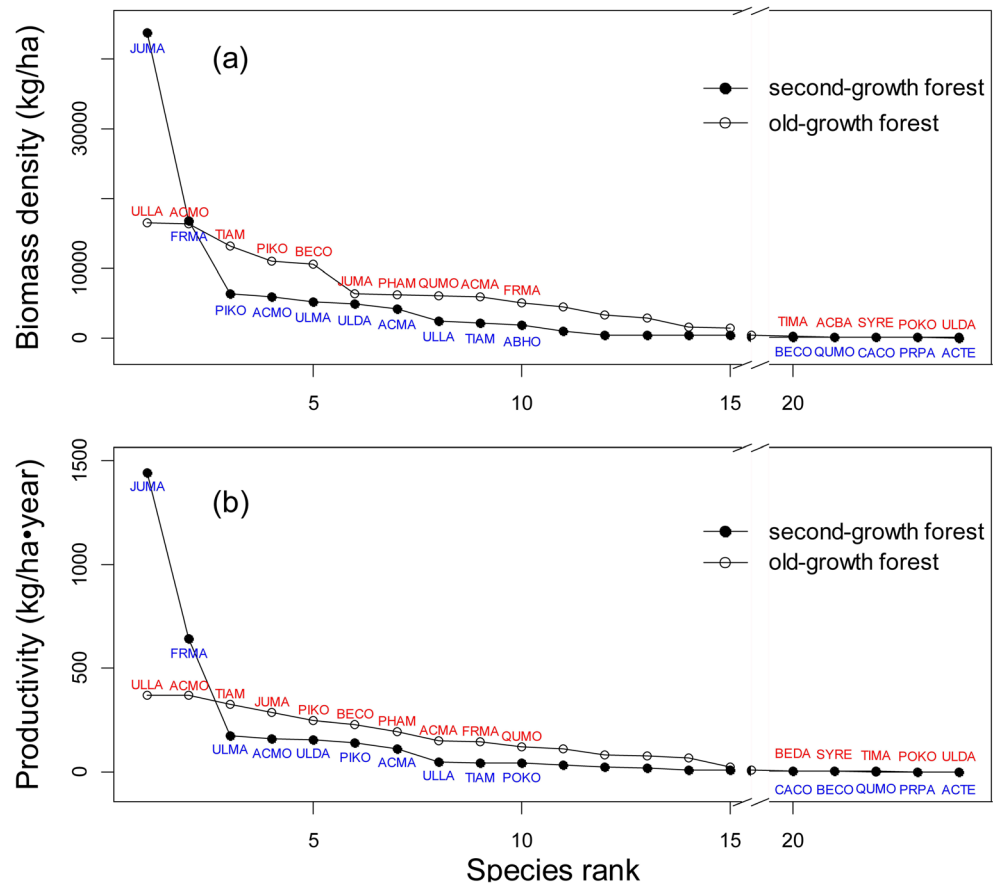 Biomass density (kg/ha)
30000
10000
0
(a)
second-growth forest
old-growth forest
JUMA
ULLA ACMO
FRMA
TIAM
PIKO
BECO
JUMA PHAM QUMO ACMA FRMA
PIKO ACMO ULMA ULDA ACMA
ULLA TIAM ABHO
TIMA ACBA SYRE POKO ULDA
BECO QUMO CACO PRPA ACTE
5 10 15 20
Productivity (kg/ha•year)
1500
1000
500
0
(b)
second-growth forest
old-growth forest
JUMA
FRMA
ULLA ACMO TIAM JUMA PIKO BECO PHAM ACMA FRMA QUMO
ULMA ACMO ULDA PIKO ACMA ULLA TIAM POKO
BEDA SYRE TIMA POKO ULDA
CACO BECO QUMO PRPA ACTE
5 10 15 20
Species rank